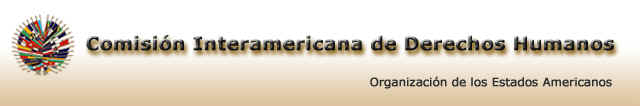 Comisión Interamericana de Derechos Humanos
Organización de los Estados Americanos